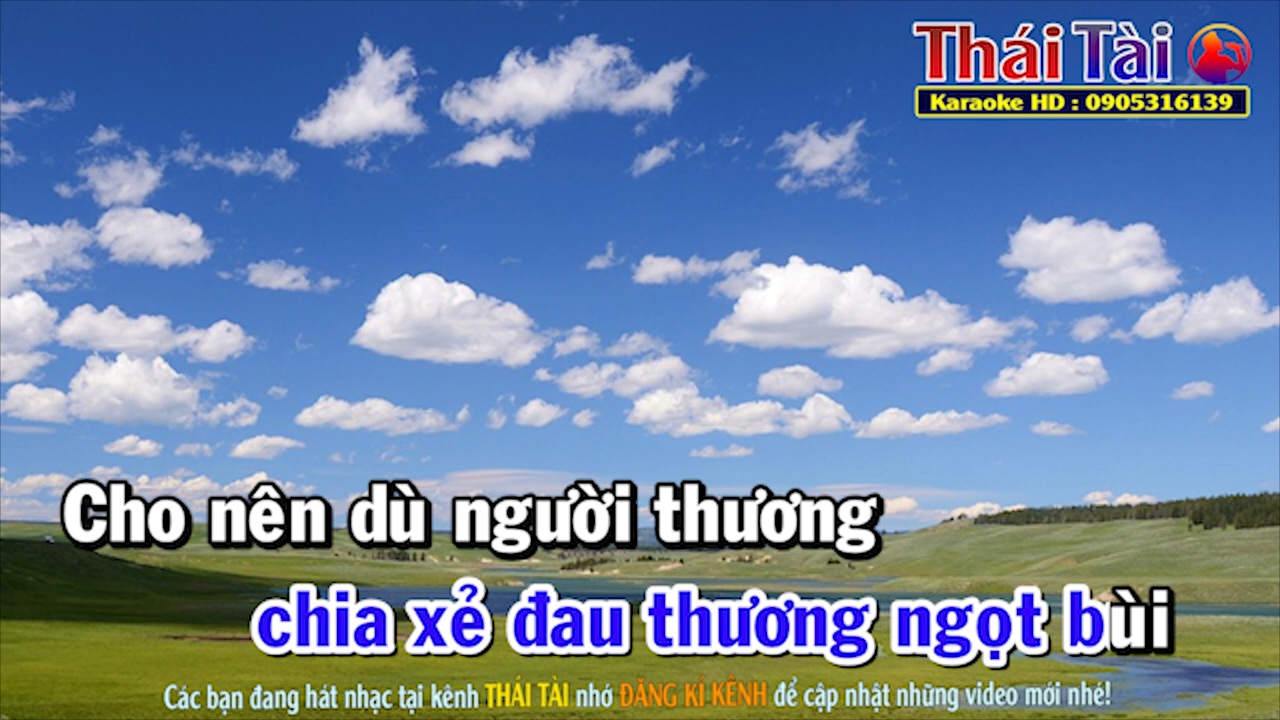 Thái Tài
Karaoke HD : 0905316139
Cho nên dù người thương
chia xẻ đau thương ngọt bùi
Các bạn đang hát nhạc tại kênh THÁI TÀI nhớ ĐĂNG KÍ KÊNH để cập nhật những video mới nhé!